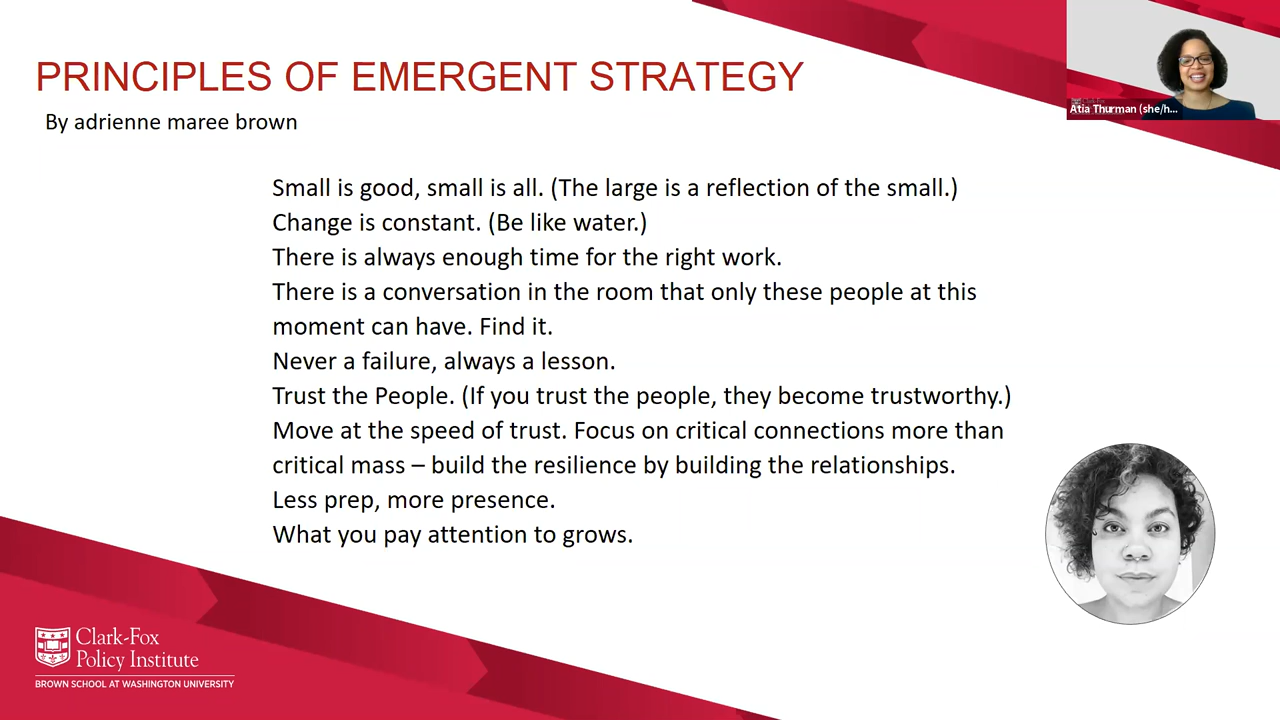 PRINCIPLES OF EMERGENT STRATEGY
By adrienne maree brown
Atia Thurman (she/h...
Small is good, small is all. (The large is a reflection of the small.)
Change is constant. (Be like water.)
There is always enough time for the right work.
There is a conversation in the room that only these people at this
moment can have. Find it.
Never a failure, always a lesson.
Trust the People. (If you trust the people, they become trustworthy.)
Move at the speed of trust. Focus on critical connections more than
critical mass – build the resilience by building the relationships.
Less prep, more presence.
What you pay attention to grows.
Clark-Fox
Policy Institute
BROWN SCHOOL AT WASHINGTON UNIVERSITY